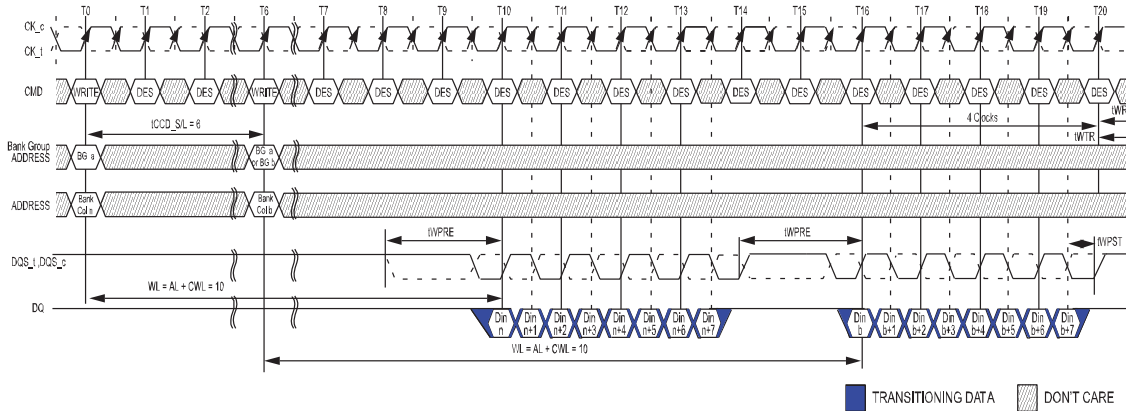 T0 T1 T2 T6 T7 T8 T9 T10 T11 T12 T13 T14 T15 T16 T17 T18 T19 T20
CK_c
CK_t
CMD WRITE DES DES WRITE DES DES DES DES DES DES DES DES DES DES DES DES DES DES
tCCD_S/L = 6
4 Clocks
tWR
tWTR
Bank Group
ADDRESS
BG a
BG a
or BG b
ADDRESS
Bank
Col n
Bank
Col b
tWPRE
tWPRE
tWPST
DQS_t ,DQS_c
WL = AL + CWL = 10
DQ
Din Din Din Din Din Din Din Din Din Din Din Din Din Din Din Din
n n+1 n+2 n+3 n+4 n+5 n+6 n+7 b b+1 b+2 b+3 b+4 b+5 b+6 b+7
WL = AL + CWL = 10
TRANSITIONING DATA DON'T CARE